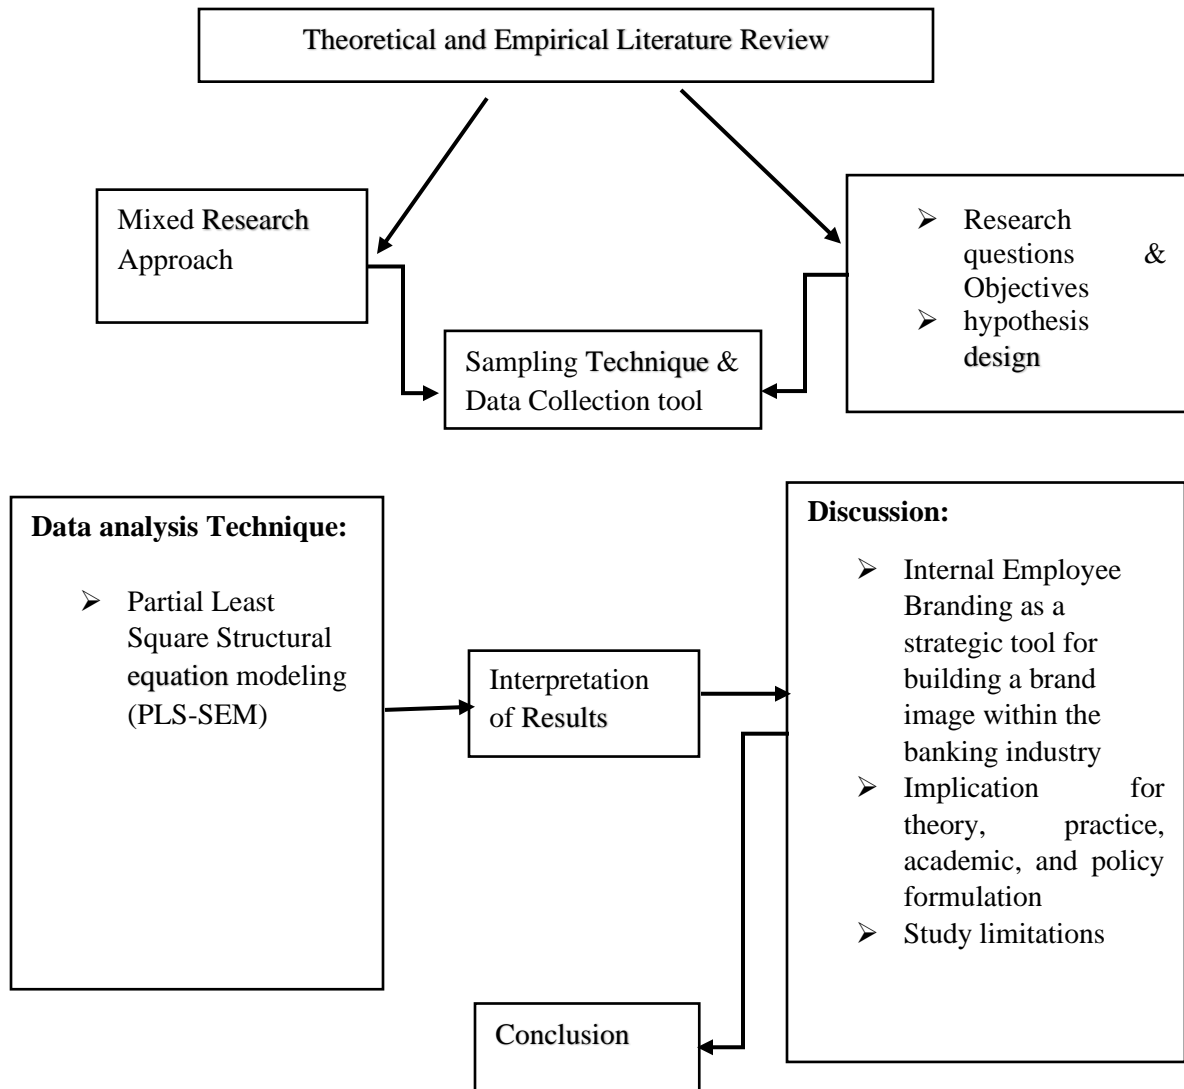 Theoretical and Empirical Literature Review
Mixed Research
Approach
➢ Research
questions &
Objectives
➢ hypothesis
design
Sampling Technique &
Data Collection tool
Data analysis Technique:
➢ Partial Least
Square Structural
equation modeling
(PLS-SEM)
Interpretation
of Results
Discussion:
➢ Internal Employee
Branding as a
strategic tool for
building a brand
image within the
banking industry
➢ Implication for
theory, practice,
academic, and policy
formulation
➢ Study limitations
Conclusion